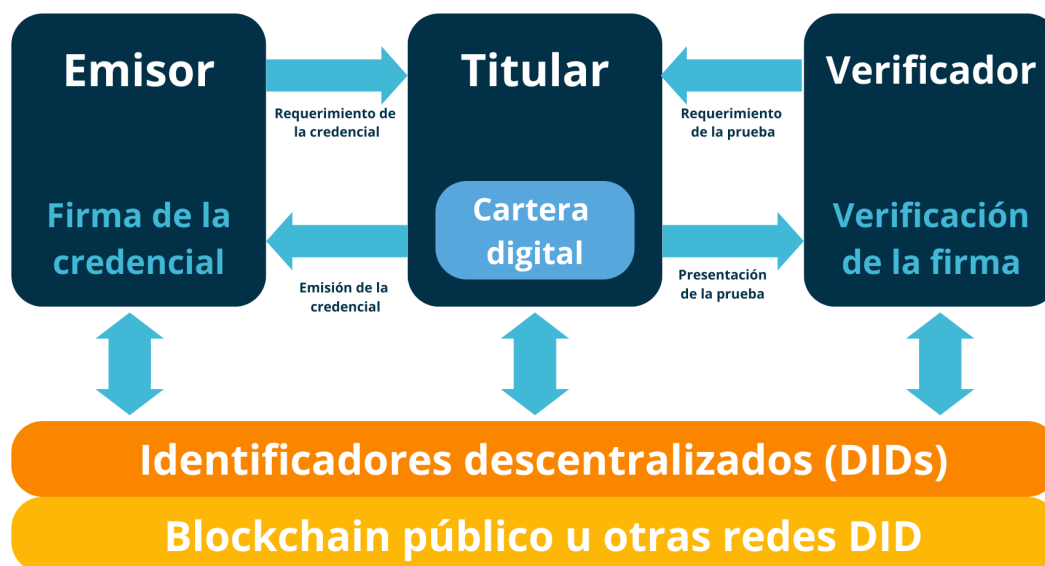 Emisor
Firma de la
credencial
Requerimiento de
la credencial
Emisión de la
credencial
Titular
Cartera
digital
Requerimiento
de la prueba
Presentación
de la prueba
Verificador
Verificación
de la firma
Identificadores descentralizados (DIDs)
Blockchain público u otras redes DID